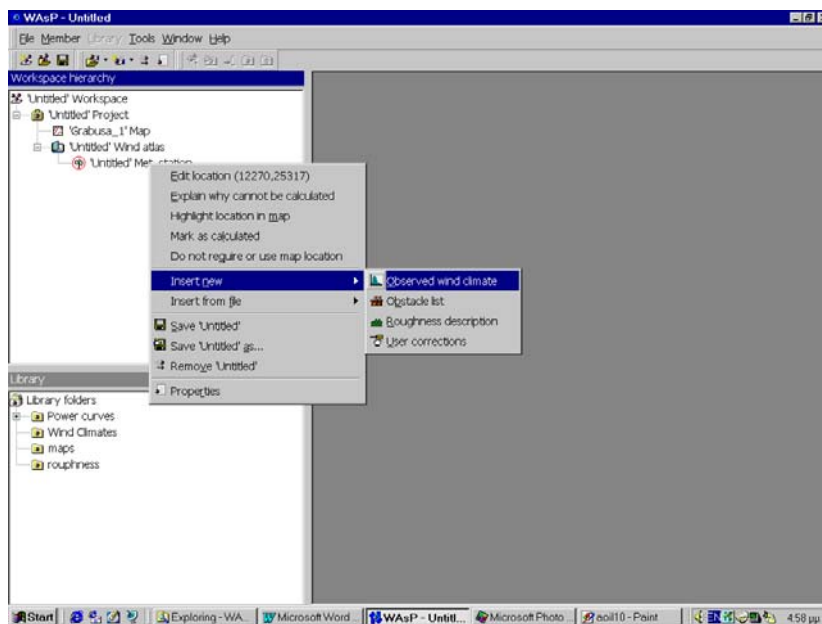 WAsP - Untitled
File Member Library Tools Window Help
Workspace hierarchy
'Untitled' Workspace
'Untitled' Project
'Grabusa_1' Map
'Untitled' Wind atlas
'Untitled' Met. station
Edit location (12270,25317)
Explain why cannot be calculated
Highlight location in map
Mark as calculated
Do not require or use map location
Insert new
Observed wind climate
Insert from file
Obstacle list
Roughness description
Save 'Untitled'
User corrections
Save 'Untitled' as...
Remove 'Untitled'
Properties
Library
Library folders
Power curves
Wind Climates
maps
rouphness
Start
Exploring - WA...
Microsoft Word ...
WAsP - Untitl...
Microsoft Photo ...
aoil10 - Paint
4:58 μμ